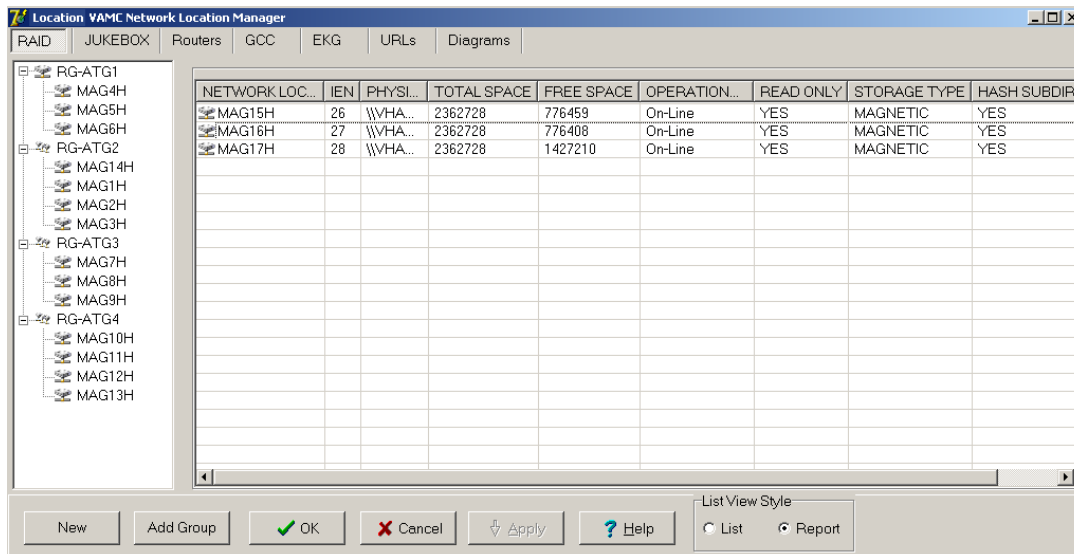 Location VAMC Network Location Manager
RAID JUKEBOX Routers GCC EKG URLs Diagrams
RG-ATG1
MAG4H
MAG5H
MAG6H
RG-ATG2
MAG14H
MAG1H
MAG2H
MAG3H
RG-ATG3
MAG7H
MAG8H
MAG9H
RG-ATG4
MAG10H
MAG11H
MAG12H
MAG13H
NETWORK LOC... IEN PHYSI... TOTAL SPACE FREE SPACE OPERATION... READ ONLY STORAGE TYPE HASH SUBDIR
MAG15H 26 \\VHA... 2362728 776459 On-Line YES MAGNETIC YES
MAG16H 27 \\VHA... 2362728 776408 On-Line YES MAGNETIC YES
MAG17H 28 \\VHA... 2362728 1427210 On-Line YES MAGNETIC YES
New Add Group OK Cancel Apply Help
List View Style
List Report